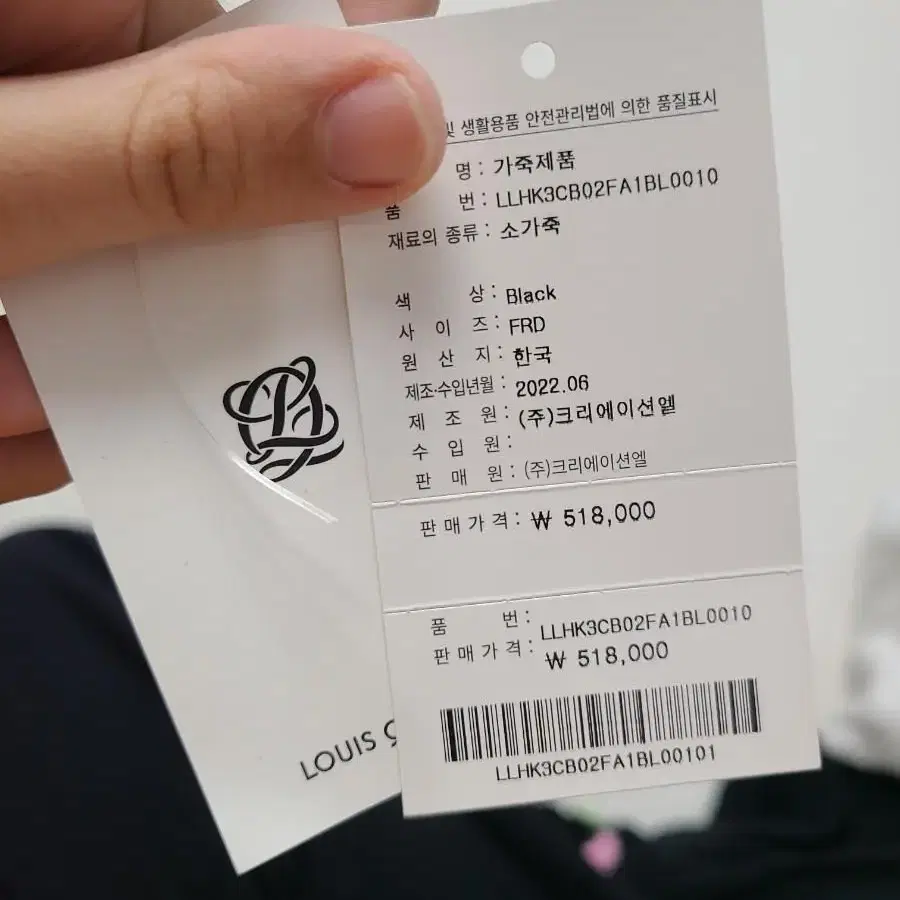 및 생활용품 안전관리법에 의한 품질표시
명 : 가죽제품
품 번 : LLHK3CB02FA1BL0010
재료의 종류 : 소가죽
색 상 : Black
사 이 즈 : FRD
원 산 지 : 한국
제조·수입년월 : 2022.06
제 조 원 : (주)크리에이션엘
수 입 원 :
판 매 원 : (주)크리에이션엘
판 매 가 격 : ₩ 518,000
품 번 : LLHK3CB02FA1BL0010
판 매 가 격 : ₩ 518,000
LLHK3CB02FA1BL00101
LOUIS